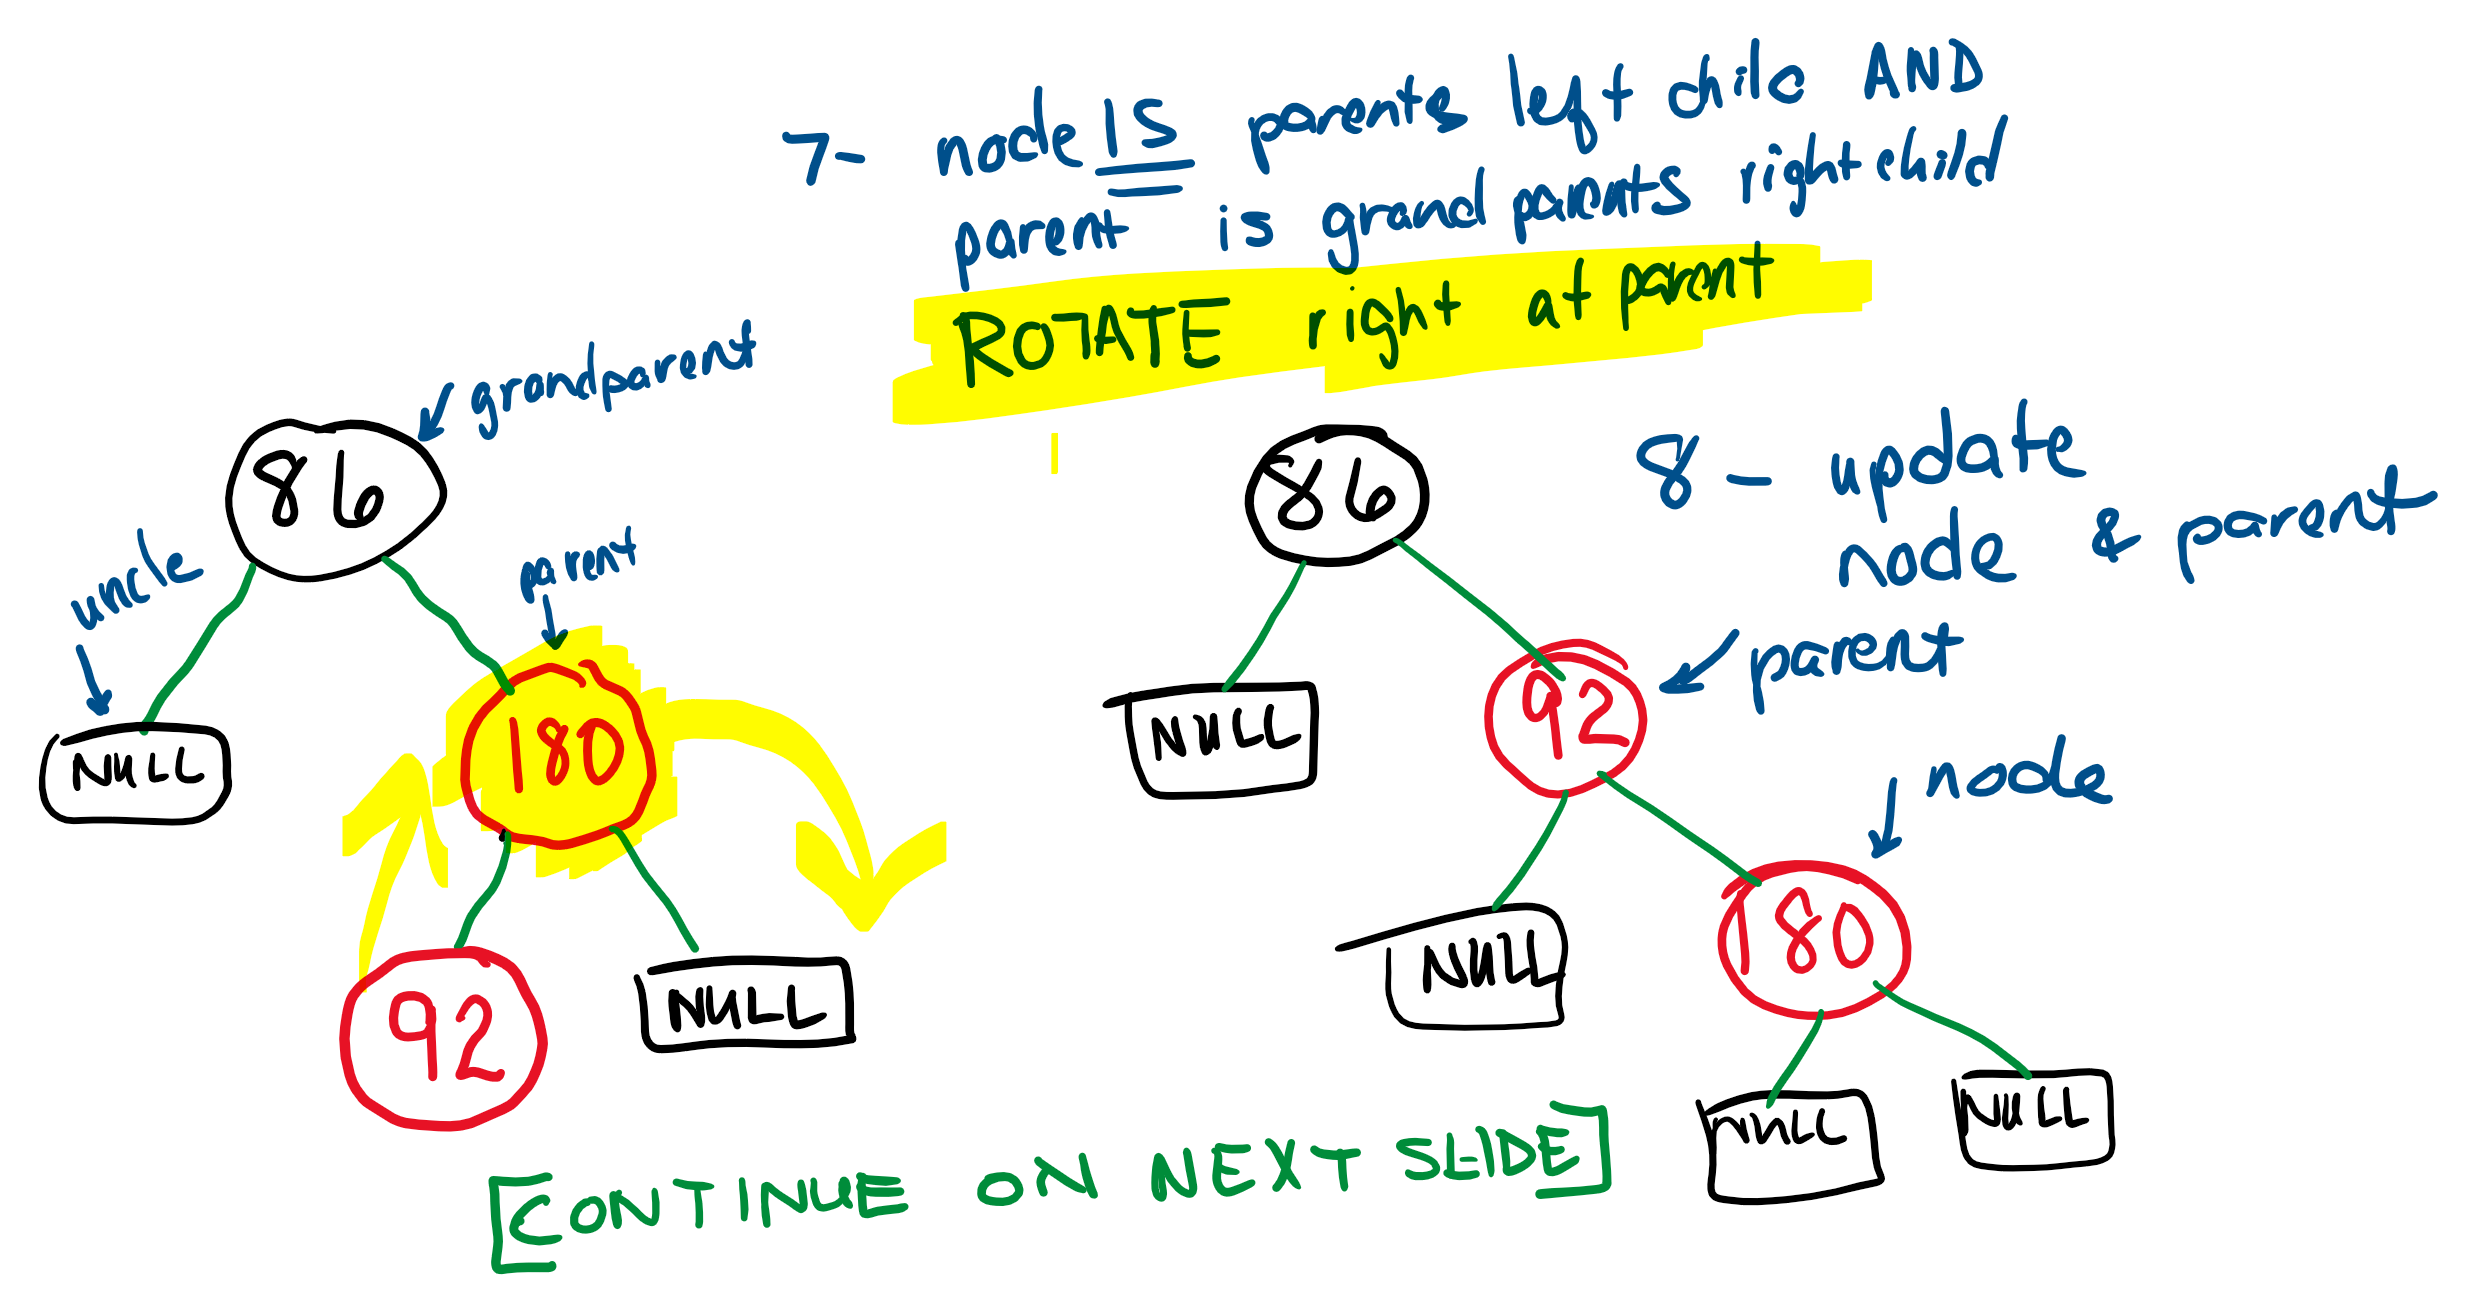 7- node IS parents left chile AND
parent is grand parents right child
ROTATE right at parent
grandparent
86
uncle
parent
NULL
180
92
NULL
86
8 - update
node & parent
parent
NULL
92
node
NULL
180
NULL
NULL
[CONTINUE ON NEXT SLIDE]